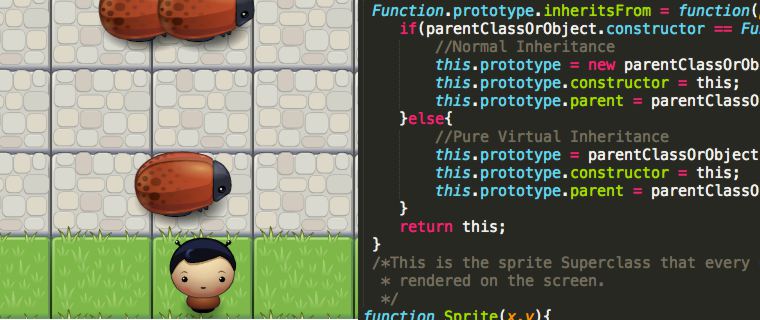 Function.prototype.inheritsFrom = function(
if(parentClassOrObject.constructor == Fu
//Normal Inheritance
this.prototype = new parentClassOrOb
this.prototype.constructor = this;
this.prototype.parent = parentClassO
}else{
//Pure Virtual Inheritance
this.prototype = parentClassOrObject
this.prototype.constructor = this;
this.prototype.parent = parentClassO
}
return this;
}
/*This is the sprite Superclass that every
* rendered on the screen.
*/
function Sprite(x,y){